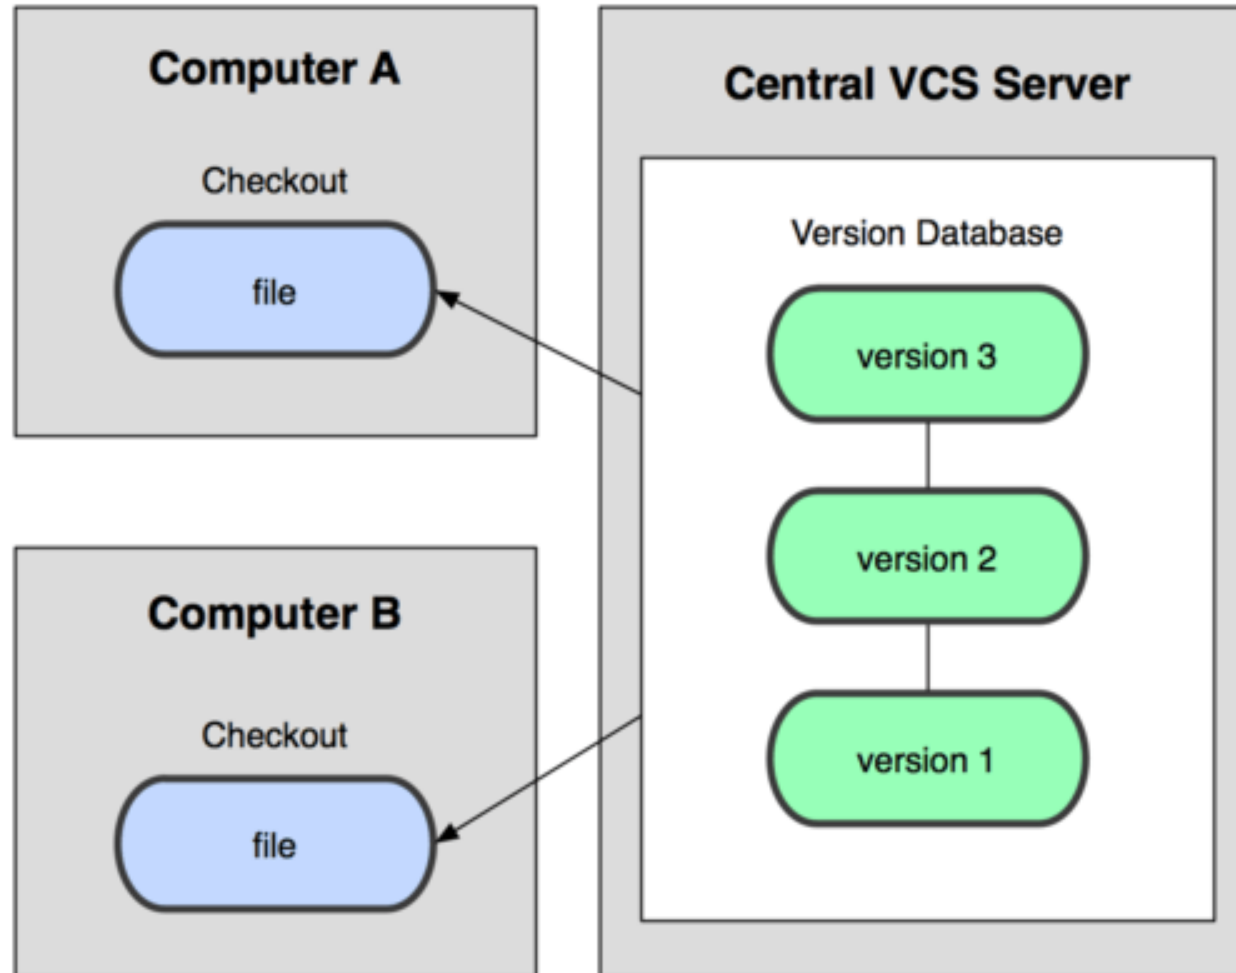 Computer A
Checkout
file
Computer B
Checkout
file
Central VCS Server
Version Database
version 3
version 2
version 1